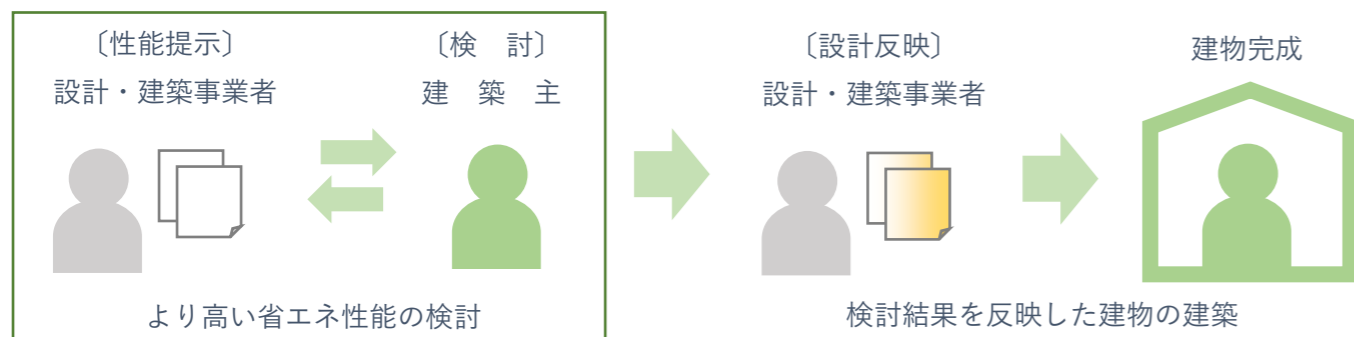 〔性能提示〕
設計・建築事業者
〔検　討〕
建　築　主
より高い省エネ性能の検討
〔設計反映〕
設計・建築事業者
建物完成
検討結果を反映した建物の建築